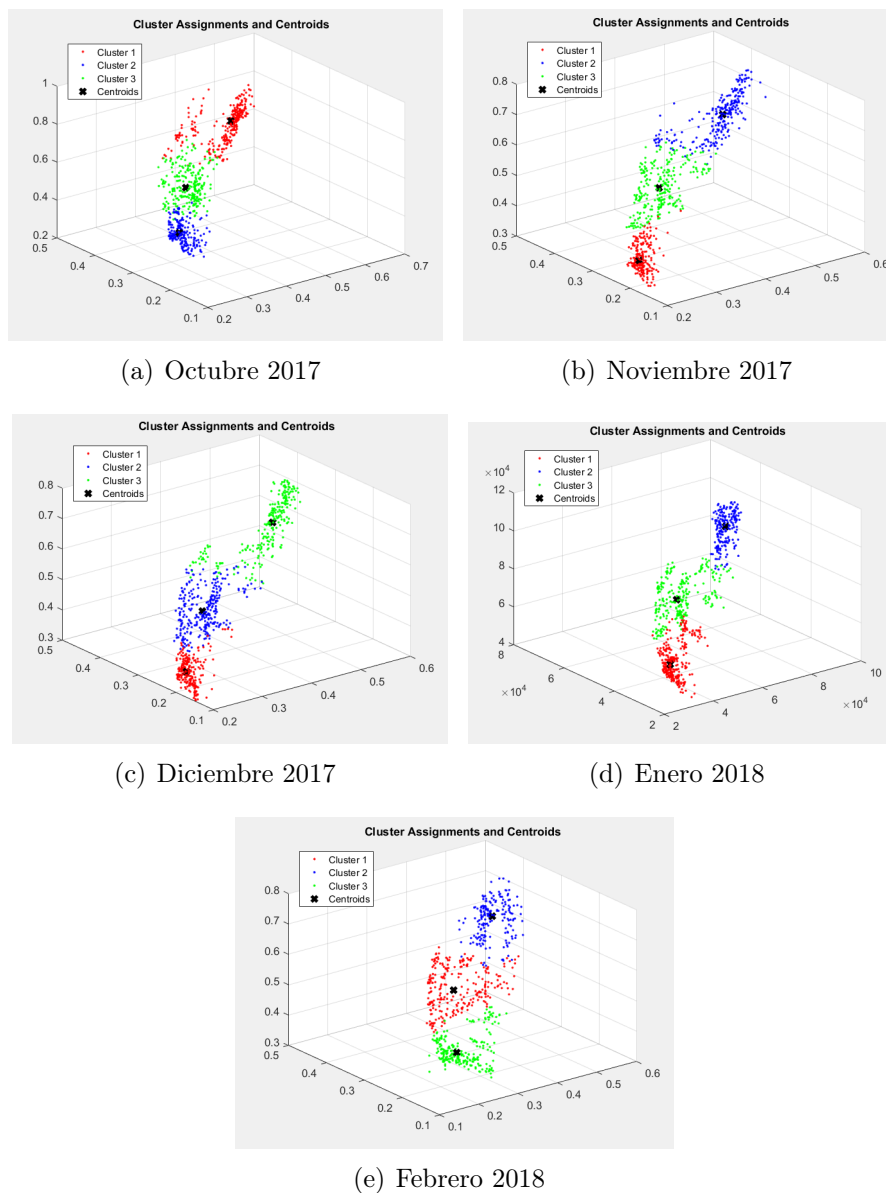 Cluster Assignments and Centroids
Cluster 1
Cluster 2
Cluster 3
Centroids
1
0.8
0.6
0.4
0.2
0.5
0.4
0.3
0.2
0.1
0.2
0.3
0.4
0.5
0.6
0.7
(a) Octubre 2017
Cluster Assignments and Centroids
Cluster 1
Cluster 2
Cluster 3
Centroids
0.8
0.7
0.6
0.5
0.4
0.3
0.5
0.4
0.3
0.2
0.1
0.2
0.3
0.4
0.5
0.6
(b) Noviembre 2017
Cluster Assignments and Centroids
Cluster 1
Cluster 2
Cluster 3
Centroids
0.8
0.7
0.6
0.5
0.4
0.3
0.5
0.4
0.3
0.2
0.1
0.2
0.3
0.4
0.5
0.6
(c) Diciembre 2017
Cluster Assignments and Centroids
Cluster 1
Cluster 2
Cluster 3
Centroids
×10⁴
12
10
8
6
4
8
6
4
2
×10⁴
2
4
6
8
10
×10⁴
(d) Enero 2018
Cluster Assignments and Centroids
Cluster 1
Cluster 2
Cluster 3
Centroids
0.8
0.7
0.6
0.5
0.4
0.3
0.5
0.4
0.3
0.2
0.1
0.1
0.2
0.3
0.4
0.5
0.6
(e) Febrero 2018